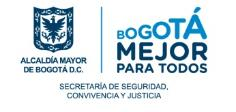 BOGOTÁ
MEJOR
PARA TODOS
ALCALDÍA MAYOR
DE BOGOTÁ D.C.
SECRETARÍA DE SEGURIDAD,
CONVIVENCIA Y JUSTICIA